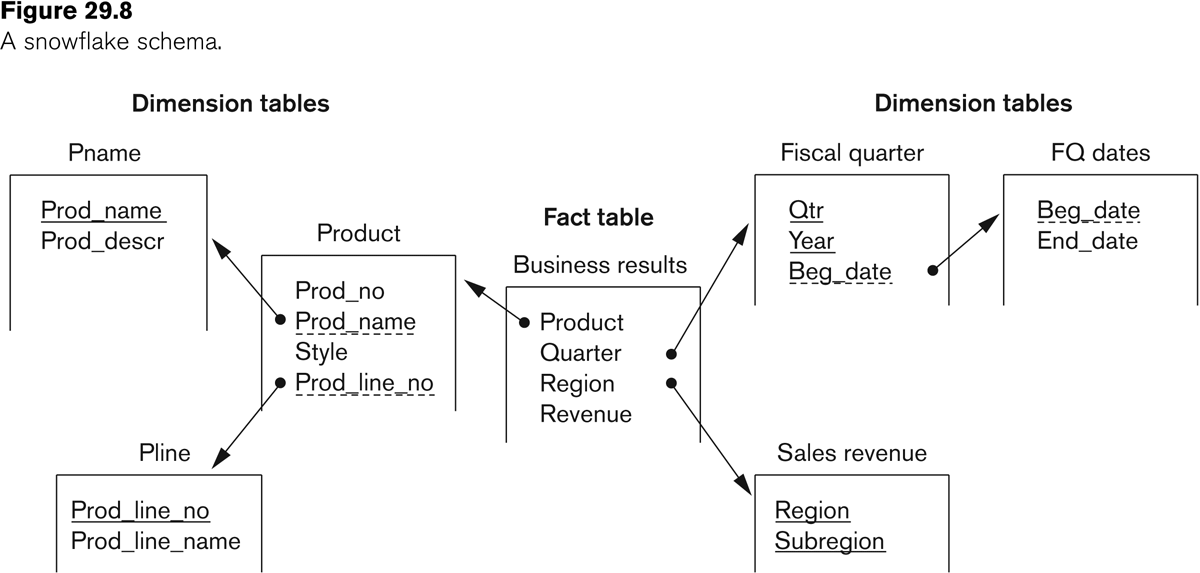 Figure 29.8
A snowflake schema.
Dimension tables
Pname
Prod_name
Prod_descr
Product
Prod_no
Prod_name
Style
Prod_line_no
Pline
Prod_line_no
Prod_line_name
Fact table
Business results
Product
Quarter
Region
Revenue
Dimension tables
Fiscal quarter
Qtr
Year
Beg_date
FQ dates
Beg_date
End_date
Sales revenue
Region
Subregion